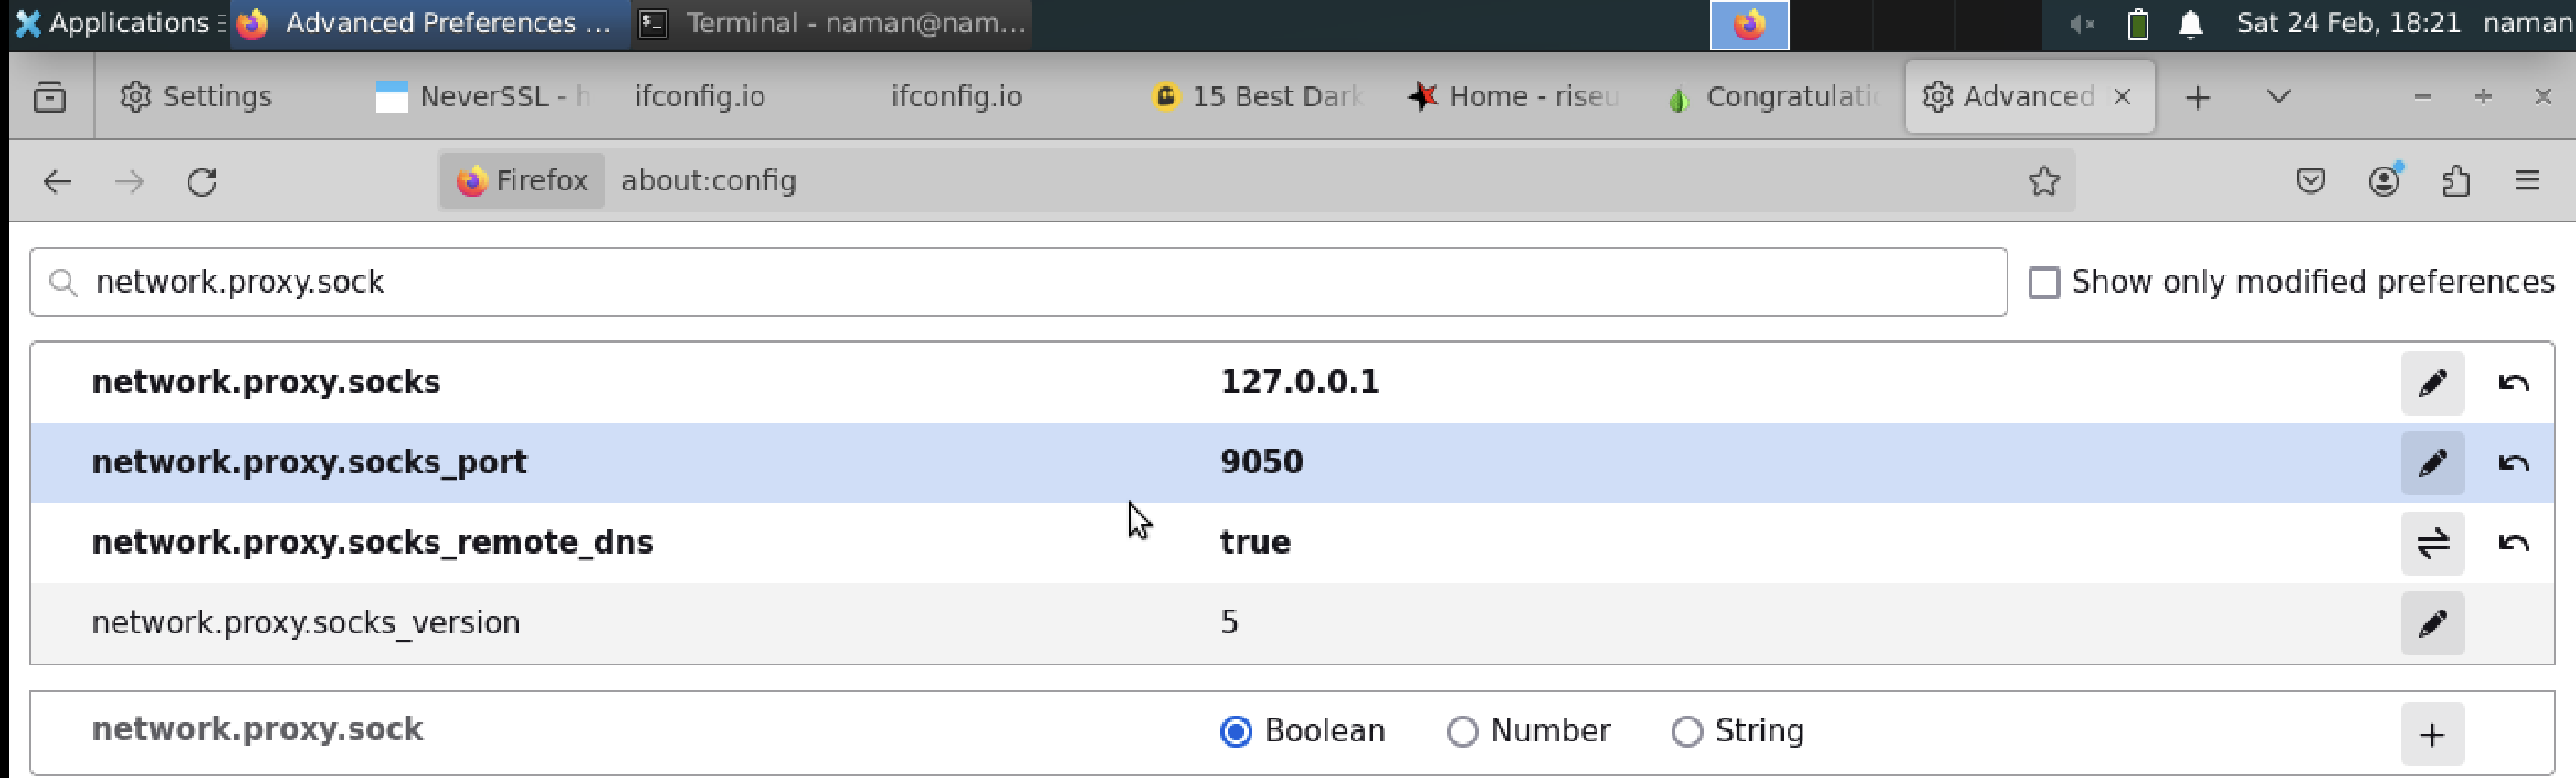 Applications Advanced Preferences ... Terminal - naman@nam... Sat 24 Feb, 18:21 naman
Settings NeverSSL - h ifconfig.io ifconfig.io 15 Best Dark Home - riseu Congratulati Advanced
Firefox about:config
network.proxy.sock Show only modified preferences
network.proxy.socks 127.0.0.1
network.proxy.socks_port 9050
network.proxy.socks_remote_dns true
network.proxy.socks_version 5
network.proxy.sock Boolean Number String